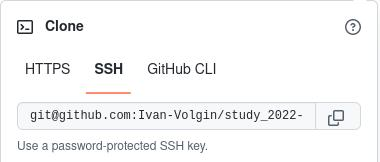 Clone
HTTPS SSH GitHub CLI
git@github.com:Ivan-Volgin/study_2022-
Use a password-protected SSH key.